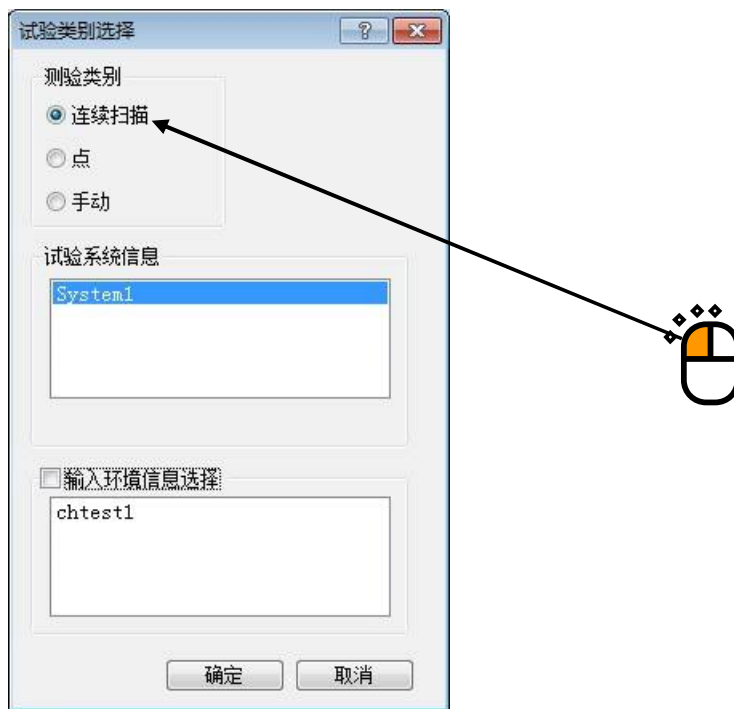 试验类别选择
测验类别
连续扫描
点
手动
试验系统信息
System1
输入环境信息选择
chtest1
确定
取消